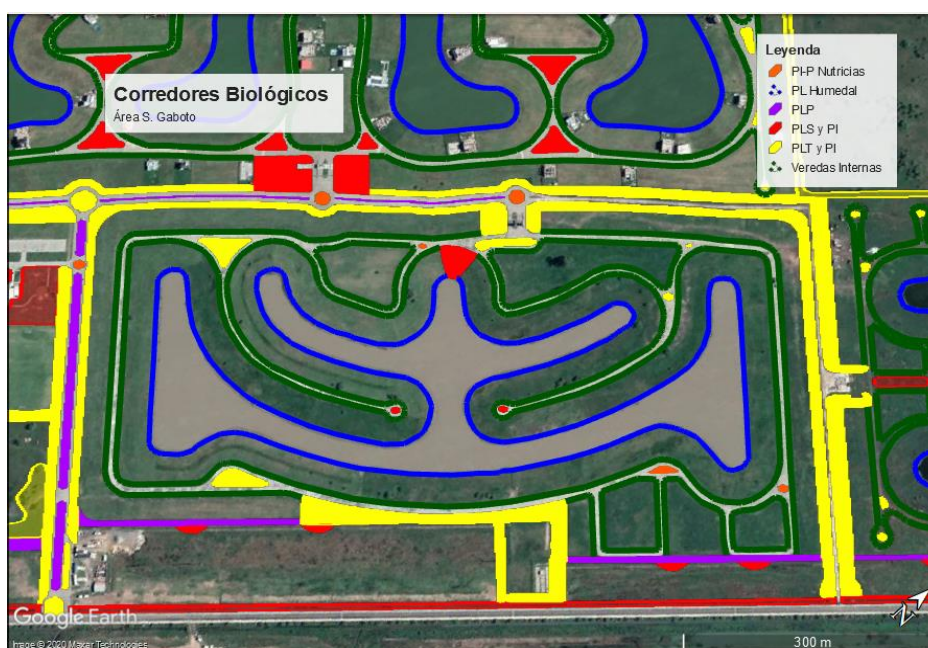 Corredores Biológicos
Área S. Gaboto
Leyenda
PI-P Nutricias
PL Humedal
PLP
PLS y PI
PLT y PI
Veredas Internas
Google Earth
Image © 2020 Maxar Technologies
N
300 m